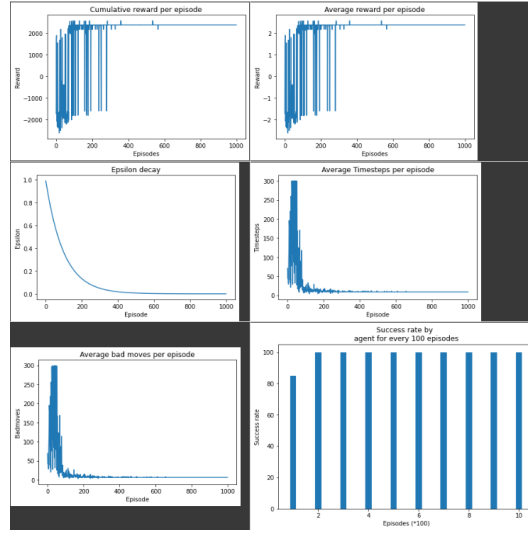 Cumulative reward per episode
Reward
2000
1000
0
−1000
−2000
0 200 400 600 800 1000
Episodes
Average reward per episode
Reward
2
1
0
−1
−2
0 200 400 600 800 1000
Episodes
Epsilon decay
Epsilon
1.0
0.8
0.6
0.4
0.2
0.0
0 200 400 600 800 1000
Episode
Average Timesteps per episode
Timesteps
300
250
200
150
100
50
0
0 200 400 600 800 1000
Episode
Average bad moves per episode
Badmoves
300
250
200
150
100
50
0
0 200 400 600 800 1000
Episode
Success rate by
agent for every 100 episodes
Success rate
100
80
60
40
20
0
2 4 6 8 10
Episodes (*100)